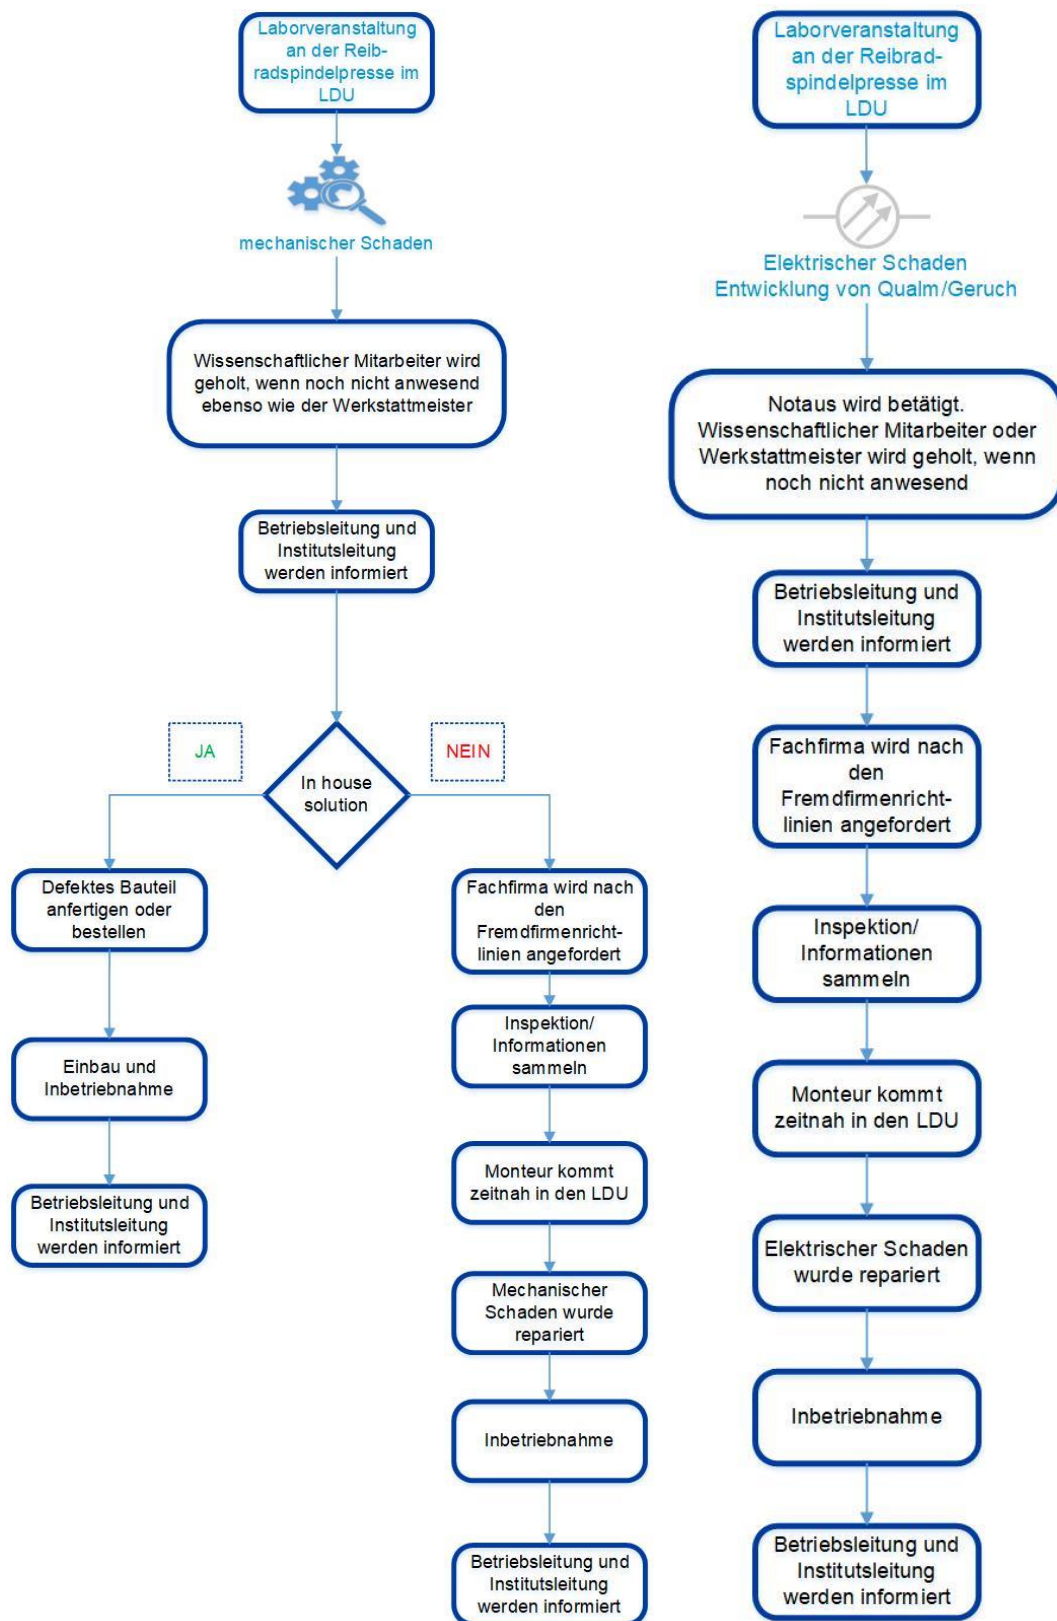 Laborveranstaltung
an der Reib-
radspindelpresse im
LDU
mechanischer Schaden
Wissenschaftlicher Mitarbeiter wird
geholt, wenn noch nicht anwesend
ebenso wie der Werkstattmeister
Betriebsleitung und
Institutsleitung
werden informiert
JA
NEIN
In house
solution
Defektes Bauteil
anfertigen oder
bestellen
Einbau und
Inbetriebnahme
Betriebsleitung und
Institutsleitung
werden informiert
Fachfirma wird nach
den
Fremdfirmenricht-
linien angefordert
Inspektion/
Informationen
sammeln
Monteur kommt
zeitnah in den LDU
Mechanischer
Schaden wurde
repariert
Inbetriebnahme
Betriebsleitung und
Institutsleitung
werden informiert
Laborveranstaltung
an der Reibrad-
spindelpresse im
LDU
Elektrischer Schaden
Entwicklung von Qualm/Geruch
Notaus wird betätigt.
Wissenschaftlicher Mitarbeiter oder
Werkstattmeister wird geholt, wenn
noch nicht anwesend
Betriebsleitung und
Institutsleitung
werden informiert
Fachfirma wird nach
den
Fremdfirmenricht-
linien angefordert
Inspektion/
Informationen
sammeln
Monteur kommt
zeitnah in den LDU
Elektrischer Schaden
wurde repariert
Inbetriebnahme
Betriebsleitung und
Institutsleitung
werden informiert